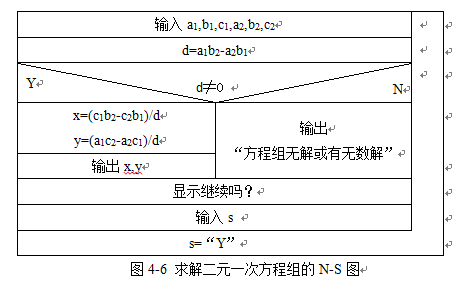 输入 a1,b1,c1,a2,b2,c2
d=a1b2-a2b1
Y
d≠0
N
x=(c1b2-c2b1)/d
y=(a1c2-a2c1)/d
输出 x,y
输出
“方程组无解或有无数解”
显示继续吗？
输入 s
s=“Y”
图 4-6 求解二元一次方程组的 N-S 图